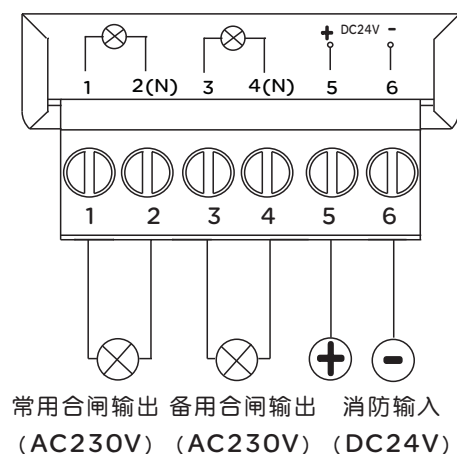 + DC24V -
1 2(N) 3 4(N) 5 6
1 2 3 4 5 6
+ -
常用合闸输出 备用合闸输出 消防输入
(AC230V) (AC230V) (DC24V)